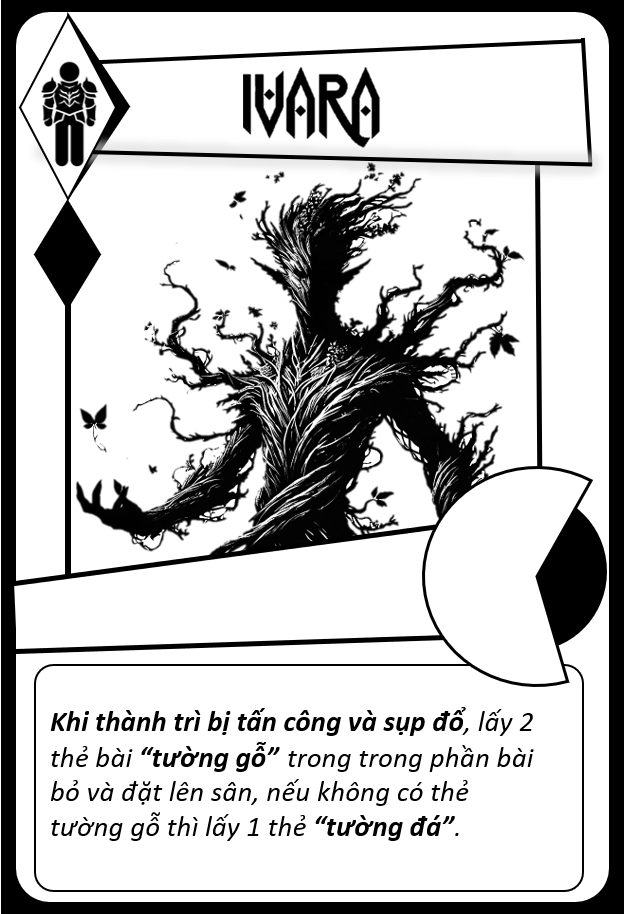 IVARA
Khi thành trì bị tấn công và sụp đổ, lấy 2
thẻ bài “tường gỗ” trong trong phần bài
bỏ và đặt lên sân, nếu không có thẻ
tường gỗ thì lấy 1 thẻ “tường đá”.